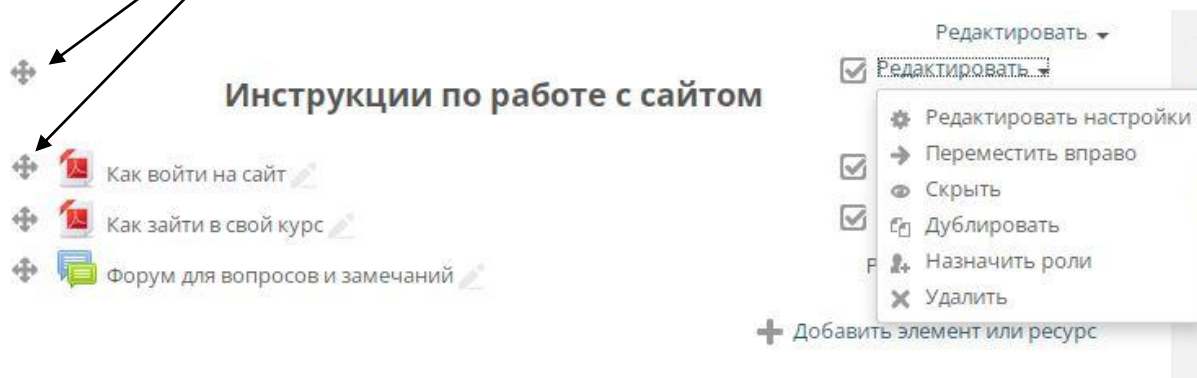 Редактировать
Редактировать
Инструкции по работе с сайтом
Редактировать настройки
Переместить вправо
Скрыть
Дублировать
Назначить роли
Удалить
Как войти на сайт
Как зайти в свой курс
Форум для вопросов и замечаний
Р
Добавить элемент или ресурс